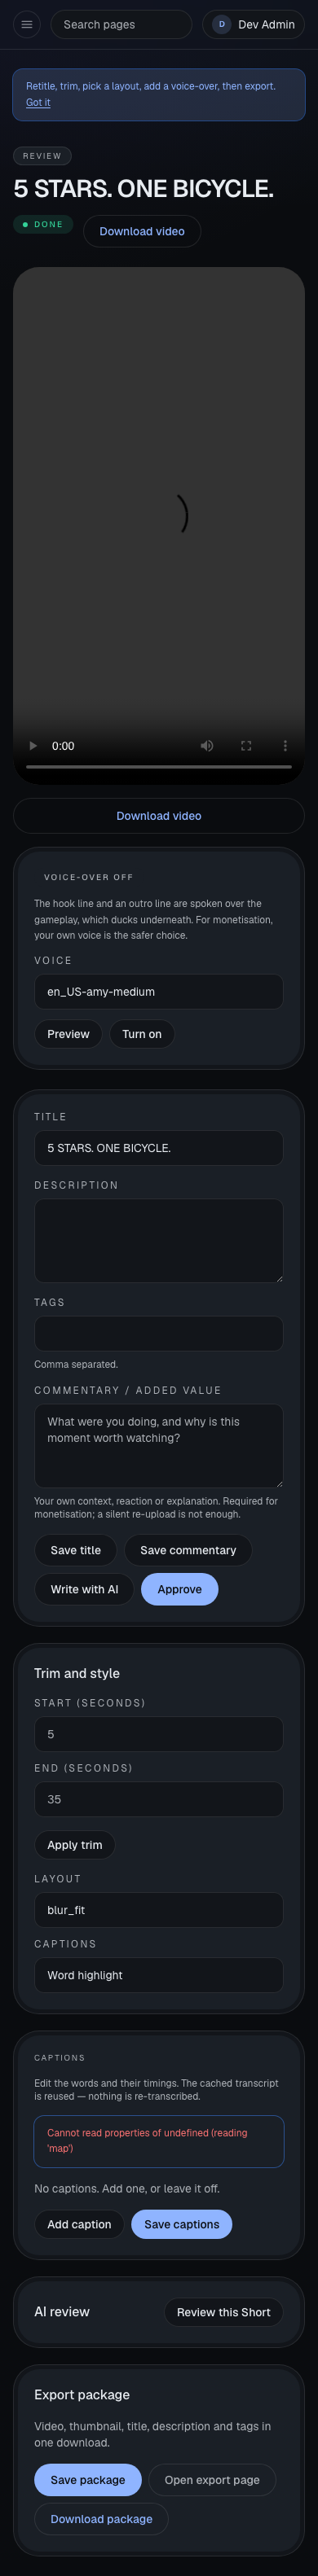 Search pages
D
Dev Admin
Retitle, trim, pick a layout, add a voice-over, then export.
Got it
REVIEW
5 STARS. ONE BICYCLE.
DONE
Download video
0:00
Download video
VOICE-OVER OFF
The hook line and an outro line are spoken over the
gameplay, which ducks underneath. For monetisation,
your own voice is the safer choice.
VOICE
en_US-amy-medium
Preview
Turn on
TITLE
5 STARS. ONE BICYCLE.
DESCRIPTION
TAGS
Comma separated.
COMMENTARY / ADDED VALUE
What were you doing, and why is this
moment worth watching?
Your own context, reaction or explanation. Required for
monetisation; a silent re-upload is not enough.
Save title
Save commentary
Write with AI
Approve
Trim and style
START (SECONDS)
5
END (SECONDS)
35
Apply trim
LAYOUT
blur_fit
CAPTIONS
Word highlight
CAPTIONS
Edit the words and their timings. The cached transcript
is reused — nothing is re-transcribed.
Cannot read properties of undefined (reading
'map')
No captions. Add one, or leave it off.
Add caption
Save captions
AI review
Review this Short
Export package
Video, thumbnail, title, description and tags in
one download.
Save package
Open export page
Download package